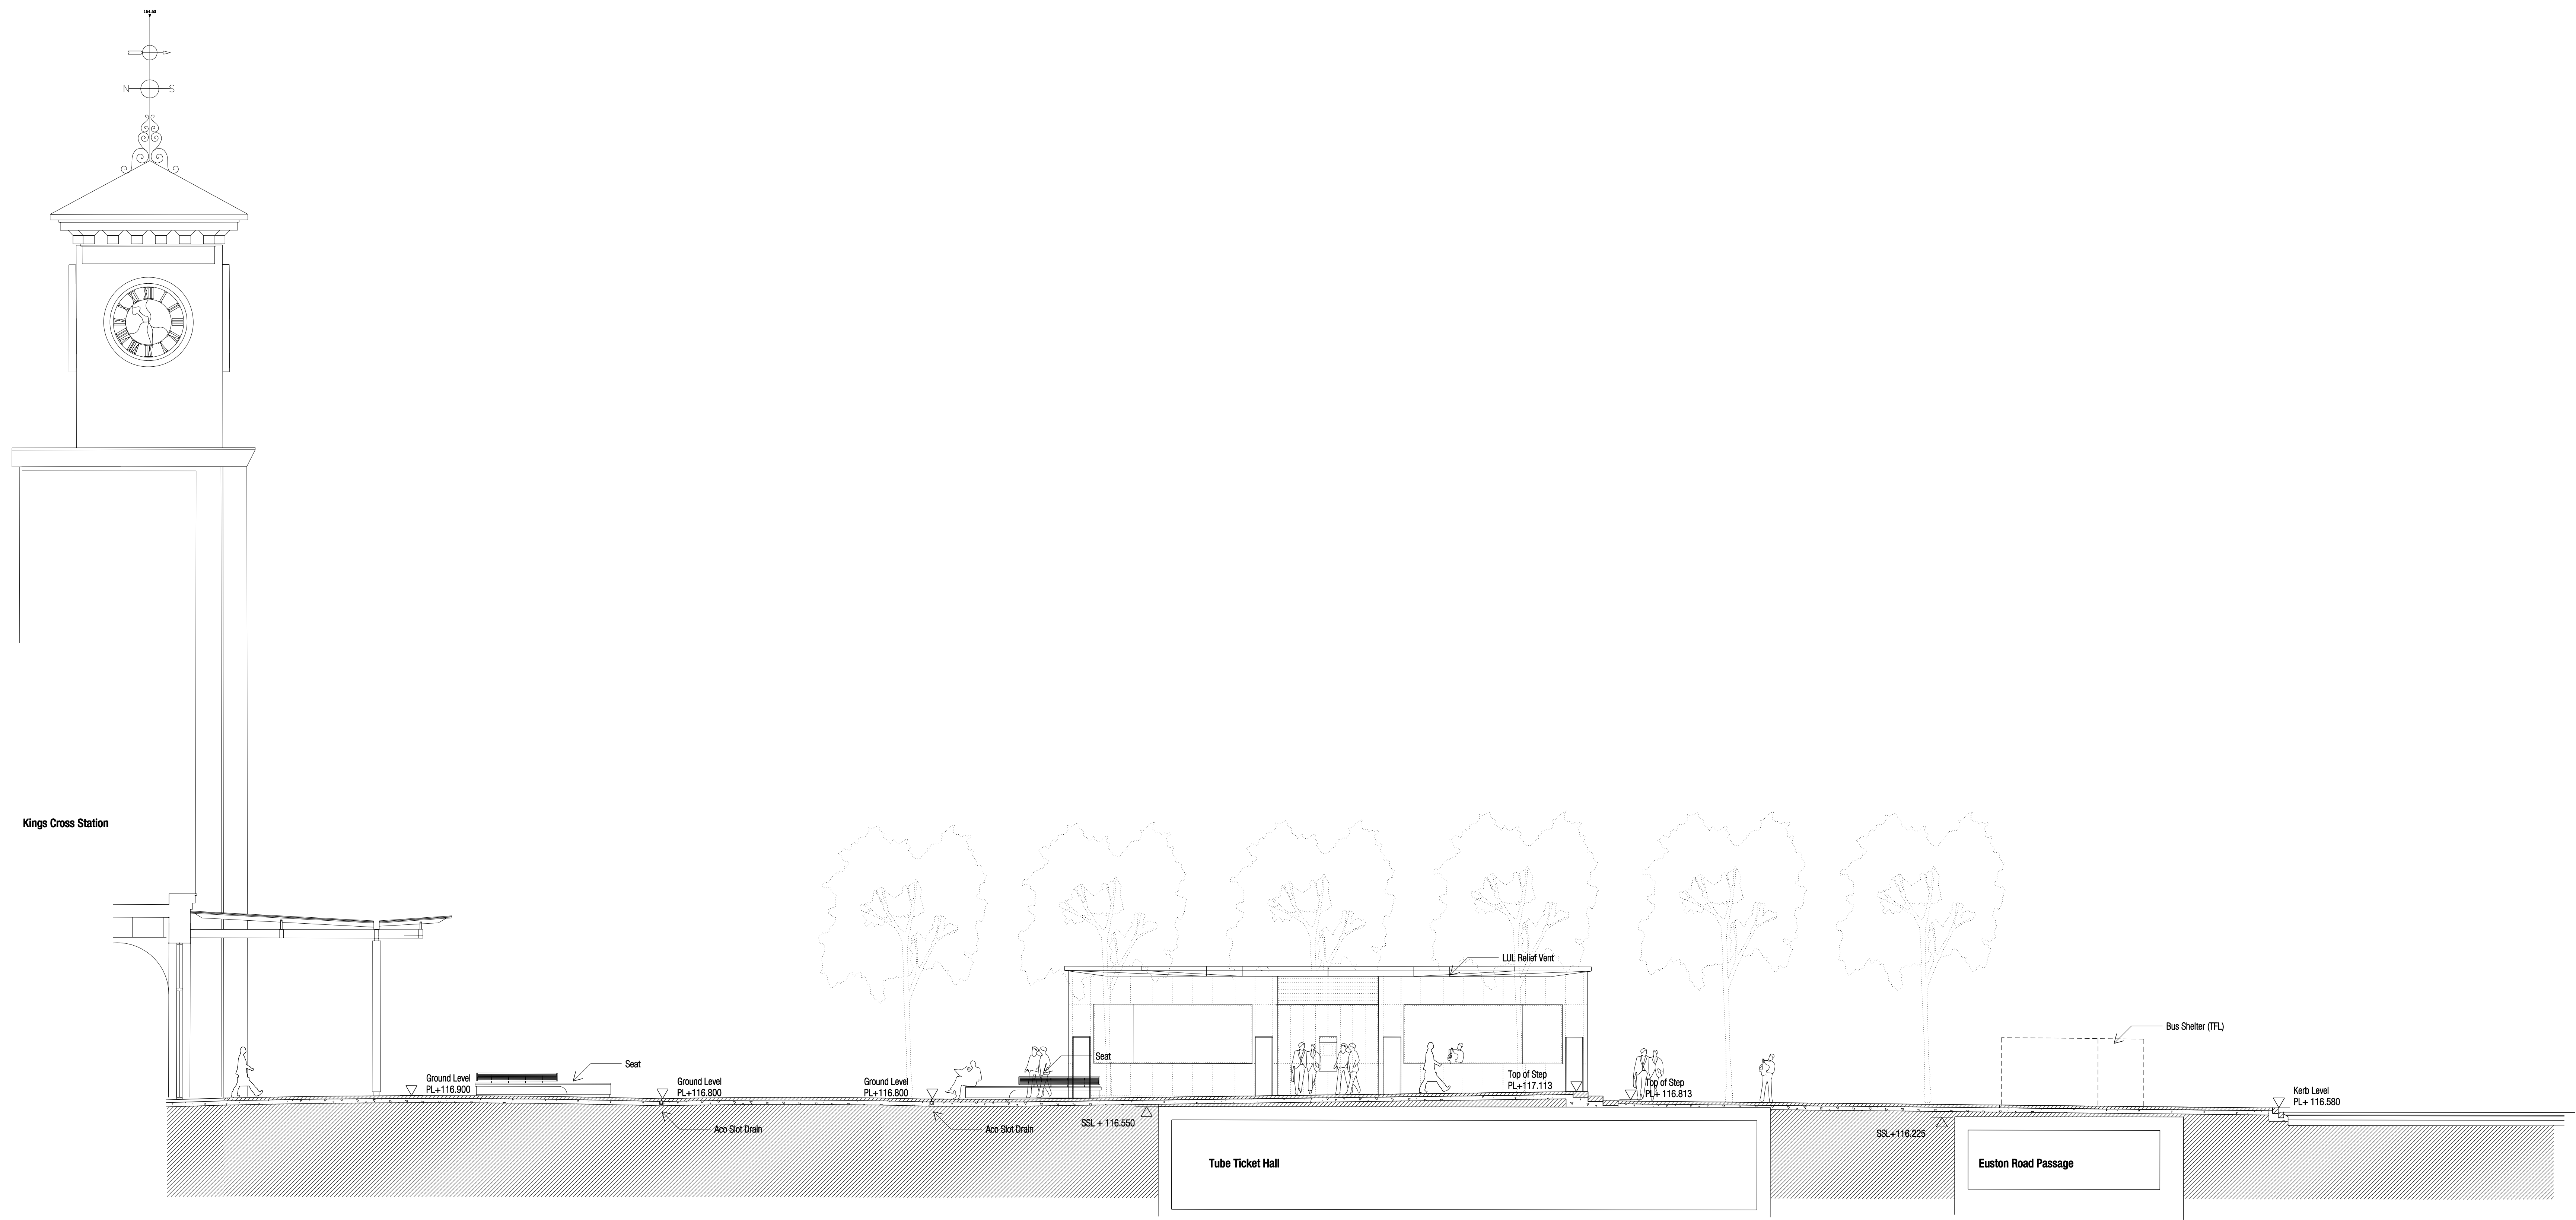 154.53
N S
Kings Cross Station
LUL Relief Vent
Bus Shelter (TFL)
Seat
Seat
Ground Level
PL+116.900
Ground Level
PL+116.800
Ground Level
PL+116.800
Top of Step
PL+117.113
Top of Step
PL+ 116.813
Kerb Level
PL+ 116.580
Aco Slot Drain
Aco Slot Drain
SSL + 116.550
SSL+116.225
Tube Ticket Hall
Euston Road Passage